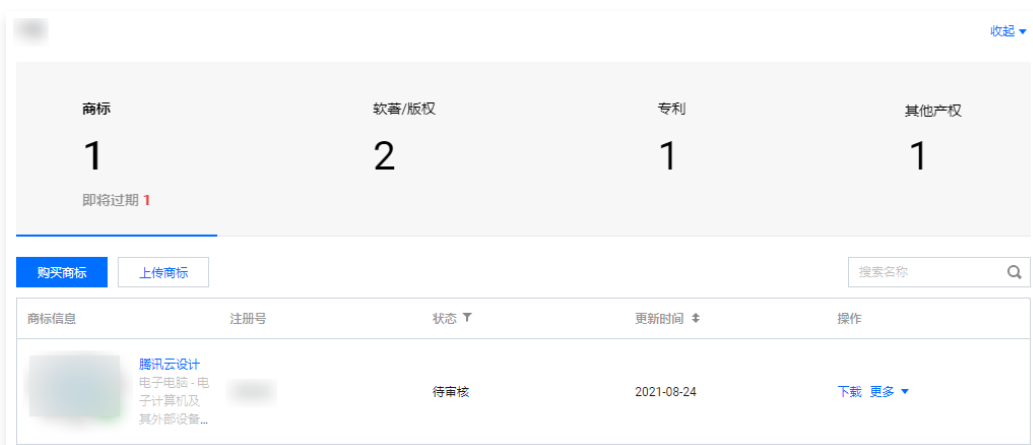 收起
商标
软著/版权
专利
其他产权
1
2
1
1
即将过期 1
购买商标
上传商标
搜索名称
商标信息
注册号
状态
更新时间
操作
腾讯云设计
电子电脑 - 电
子计算机及
其外部设备...
待审核
2021-08-24
下载 更多